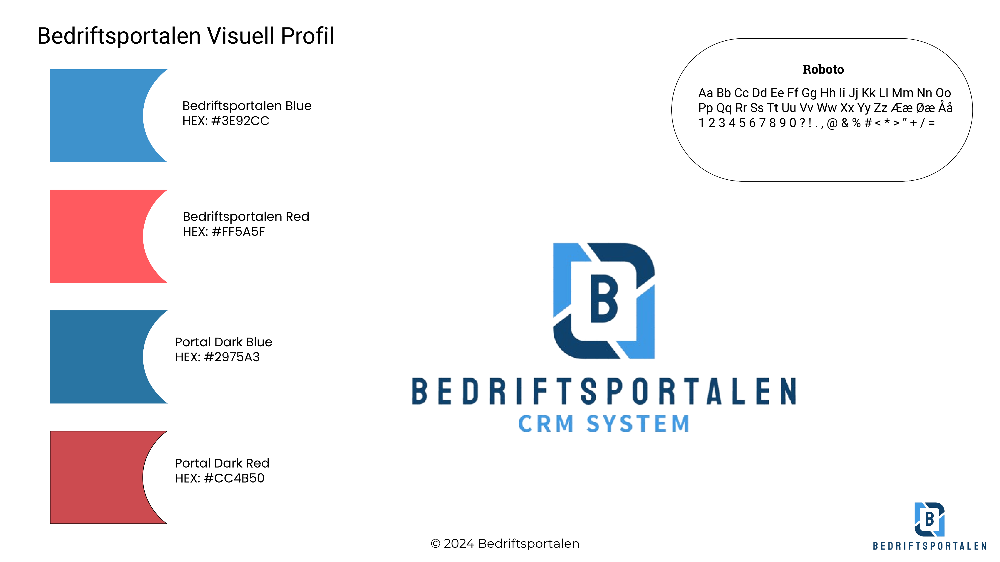 Bedriftsportalen Visuell Profil
Roboto
Aa Bb Cc Dd Ee Ff Gg Hh Ii Jj Kk Ll Mm Nn Oo
Pp Qq Rr Ss Tt Uu Vv Ww Xx Yy Zz Ææ Øæ Åå
1 2 3 4 5 6 7 8 9 0 ? ! . , @ & % # < * > “ + / =
Bedriftsportalen Blue
HEX: #3E92CC
Bedriftsportalen Red
HEX: #FF5A5F
Portal Dark Blue
HEX: #2975A3
Portal Dark Red
HEX: #CC4B50
B
BEDRIFTSPORTALEN
CRM SYSTEM
© 2024 Bedriftsportalen
B
BEDRIFTSPORTALEN